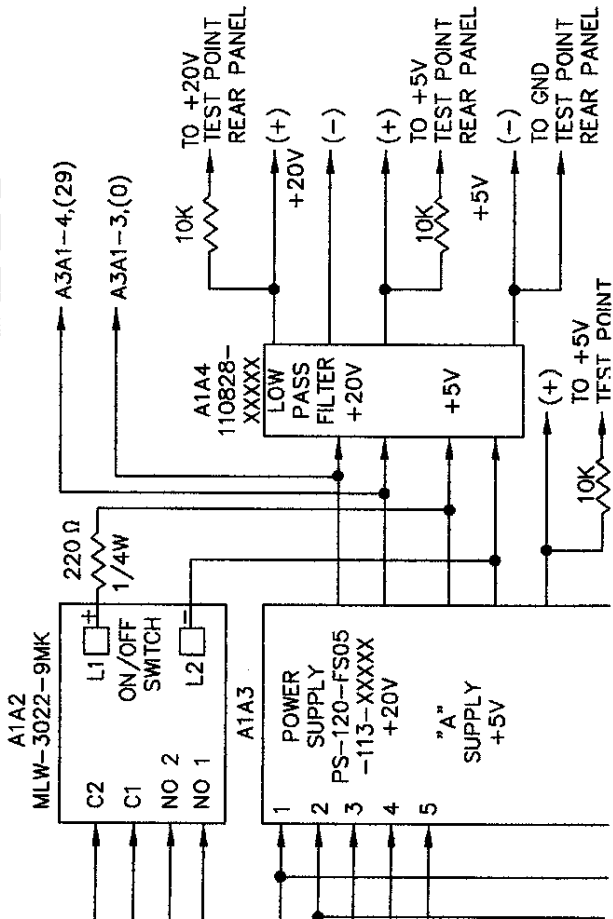 A3A1-4,(29)
A3A1-3,(0)
TO +20V
TEST POINT
REAR PANEL
10K
(+)
+20V
(-)
(+)
TO +5V
TEST POINT
REAR PANEL
10K
+5V
(-)
TO GND
TEST POINT
REAR PANEL
A1A4
110828-
XXXXX
LOW
PASS
FILTER
+20V
+5V
(+)
TO +5V
TEST POINT
10K
220Ω
1/4W
A1A2
MLW-3022-9MK
C2
C1
NO 2
NO 1
L1
+
ON/OFF
SWITCH
L2
-
A1A3
POWER
SUPPLY
PS-120-FS05
-113-XXXXX
+20V
"A"
SUPPLY
+5V
1
2
3
4
5